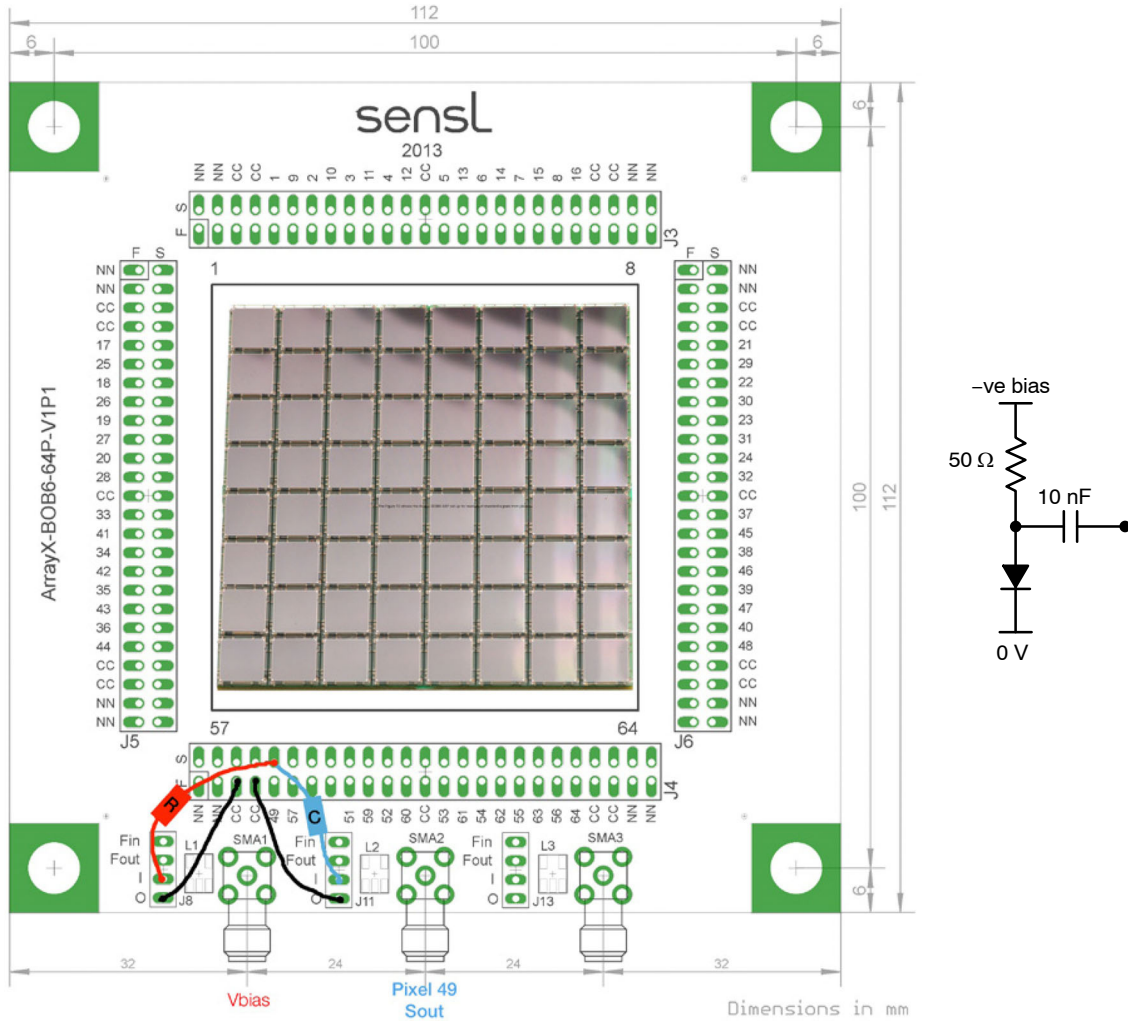 112
6
100
6
sensL
2013
NN NN CC CC 1 9 2 10 3 11 4 12 CC 5 13 6 14 7 15 8 16 CC CC NN NN
S
F
J3
6
F S
1
8
F S
NN
NN
CC
CC
17
25
18
26
19
27
20
28
CC
33
41
34
42
35
43
36
44
CC
CC
NN
NN
J5
NN
NN
CC
CC
21
29
22
30
23
31
24
32
CC
37
45
38
46
39
47
40
48
CC
CC
NN
NN
J6
ArrayX-BOB6-64P-V1P1
100
112
–ve bias
50 Ω
10 nF
0 V
57
64
S
F
J4
R
C
NN NN CC CC 49 57 51 59 52 60 CC 53 61 54 62 55 63 56 64 CC CC NN NN
Fin
Fout
I
O
J8
L1
SMA1
Fin
Fout
I
O
J11
L2
SMA2
Fin
Fout
I
O
J13
L3
SMA3
6
32
24
24
32
Vbias
Pixel 49
Sout
Dimensions in mm